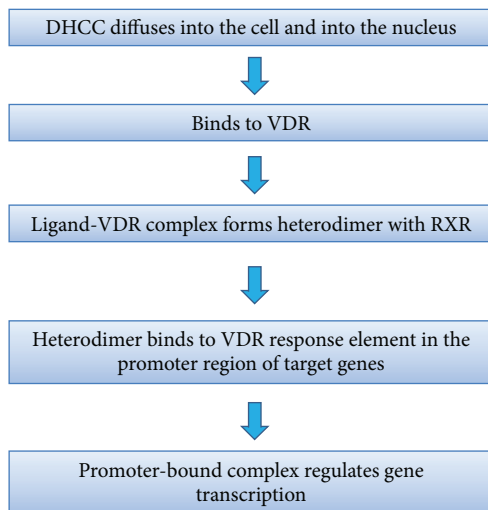 DHCC diffuses into the cell and into the nucleus
Binds to VDR
Ligand-VDR complex forms heterodimer with RXR
Heterodimer binds to VDR response element in the
promoter region of target genes
Promoter-bound complex regulates gene
transcription